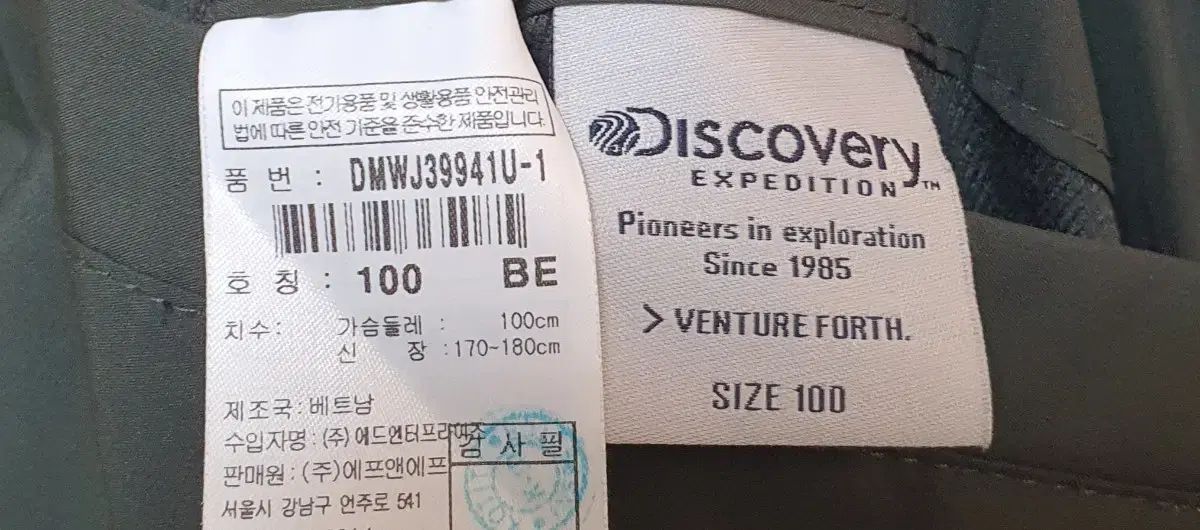 이 제품은 전기용품 및 생활용품 안전관리
법에 따른 안전 기준을 준수한 제품입니다.
품 번 : DMWJ39941U-1
호 칭 : 100 BE
치수: 가슴둘레 : 100cm
신 장 :170~180cm
제조국:베트남
수입자명:(주)에드엔터프라이즈
판매원:(주)에프앤에프
서울시 강남구 언주로 541
검사필
DISCOVERY
EXPEDITION™
Pioneers in exploration
Since 1985
> VENTURE FORTH.
SIZE 100